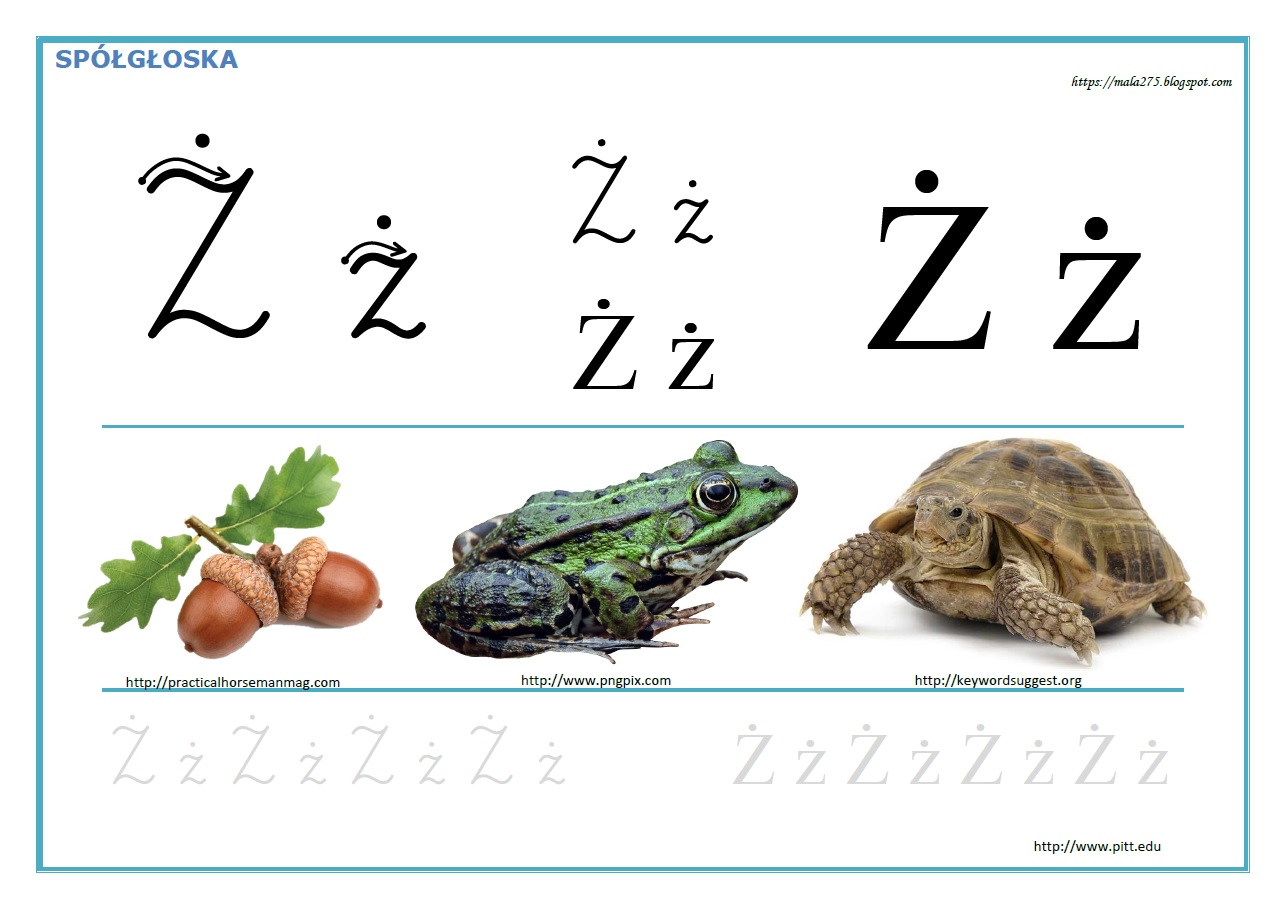 SPÓŁGŁOSKA
https://mala275.blogspot.com
Ż ż
Ż ż
Ż ż
Ż ż
http://practicalhorsemanmag.com
http://www.pngpix.com
http://keywordsuggest.org
Ż ż Ż ż Ż ż Ż ż
Ż ż Ż ż Ż ż Ż ż
http://www.pitt.edu